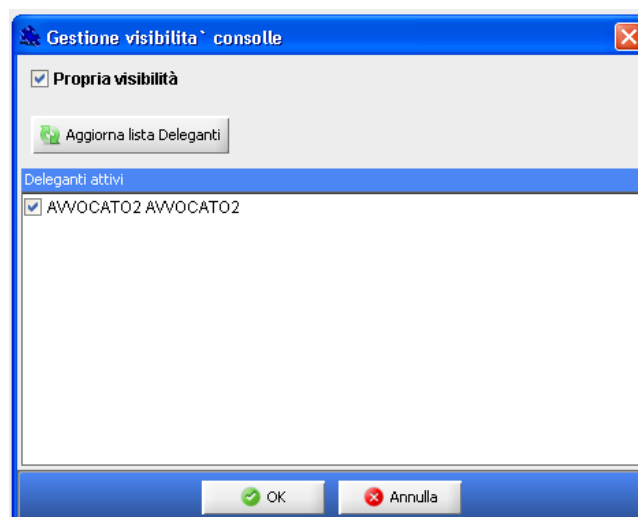 Gestione visibilita` consolle
Propria visibilità
Aggiorna lista Deleganti
Deleganti attivi
AVVOCATO2 AVVOCATO2
OK
Annulla